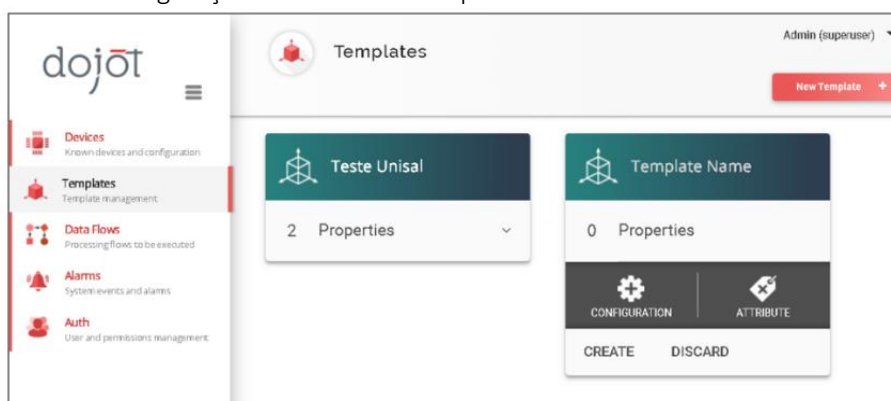 dojot
Devices
Known devices and configuration
Templates
Template management
Data Flows
Processing flows to be executed
Alarms
System events and alarms
Auth
User and permissions management
Templates
Admin (superuser)
New Template +
Teste Unisal
2 Properties
Template Name
0 Properties
CONFIGURATION
ATTRIBUTE
CREATE DISCARD